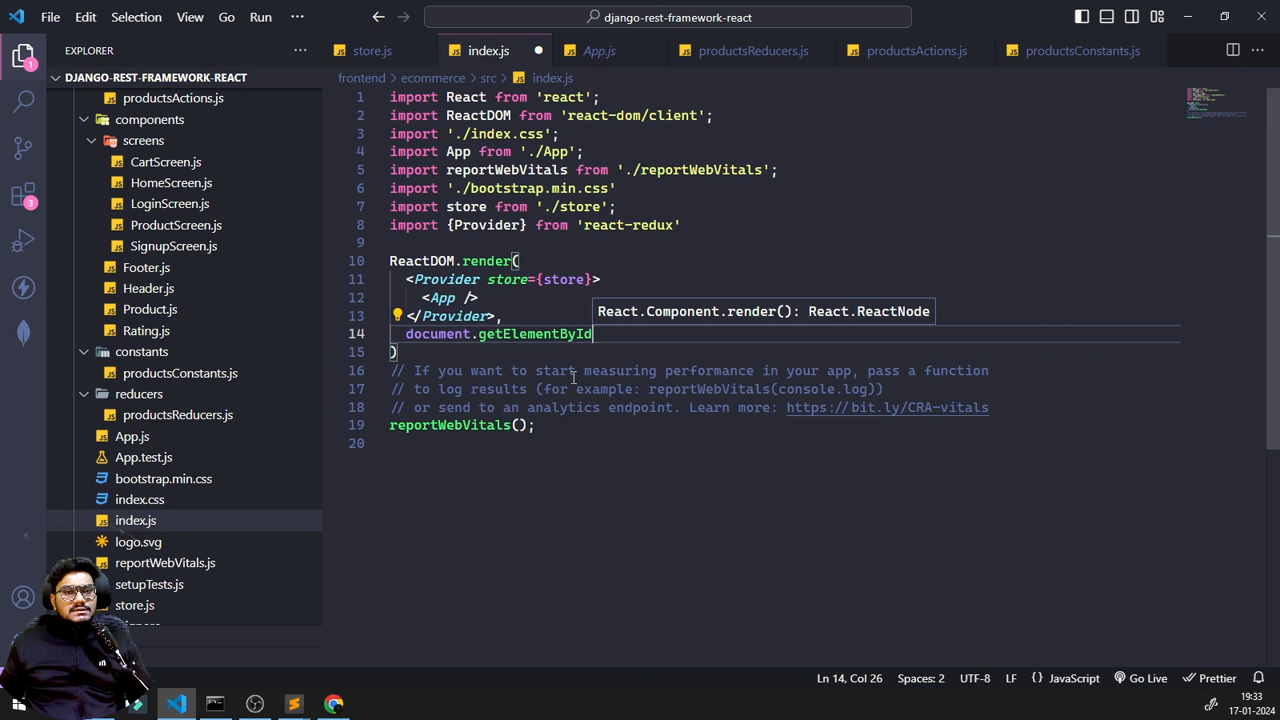 File Edit Selection View Go Run ···
django-rest-framework-react
EXPLORER
DJANGO-REST-FRAMEWORK-REACT
productsActions.js
components
screens
CartScreen.js
HomeScreen.js
LoginScreen.js
ProductScreen.js
SignupScreen.js
Footer.js
Header.js
Product.js
Rating.js
constants
productsConstants.js
reducers
productsReducers.js
App.js
App.test.js
bootstrap.min.css
index.css
index.js
logo.svg
reportWebVitals.js
setupTests.js
store.js
1
3
store.js index.js App.js productsReducers.js productsActions.js productsConstants.js
frontend > ecommerce > src > index.js
1 import React from 'react';
2 import ReactDOM from 'react-dom/client';
3 import './index.css';
4 import App from './App';
5 import reportWebVitals from './reportWebVitals';
6 import './bootstrap.min.css'
7 import store from './store';
8 import {Provider} from 'react-redux'
9
10 ReactDOM.render(
11 <Provider store={store}>
12 <App />
13 </Provider>,
React.Component.render(): React.ReactNode
14 document.getElementById
15 )
16 // If you want to start measuring performance in your app, pass a function
17 // to log results (for example: reportWebVitals(console.log))
18 // or send to an analytics endpoint. Learn more: https://bit.ly/CRA-vitals
19 reportWebVitals();
20
Ln 14, Col 26 Spaces: 2 UTF-8 LF { } JavaScript Go Live Prettier
19:33
17-01-2024